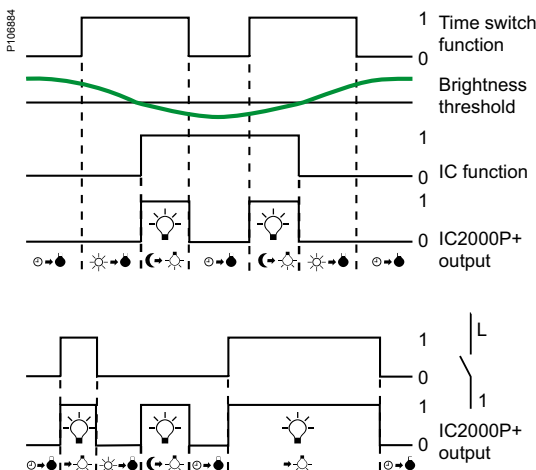 P106884
1 Time switch
0 function
Brightness
threshold
1
0 IC function
1
0 IC2000P+
output
1
0
L
1
1
0 IC2000P+
output